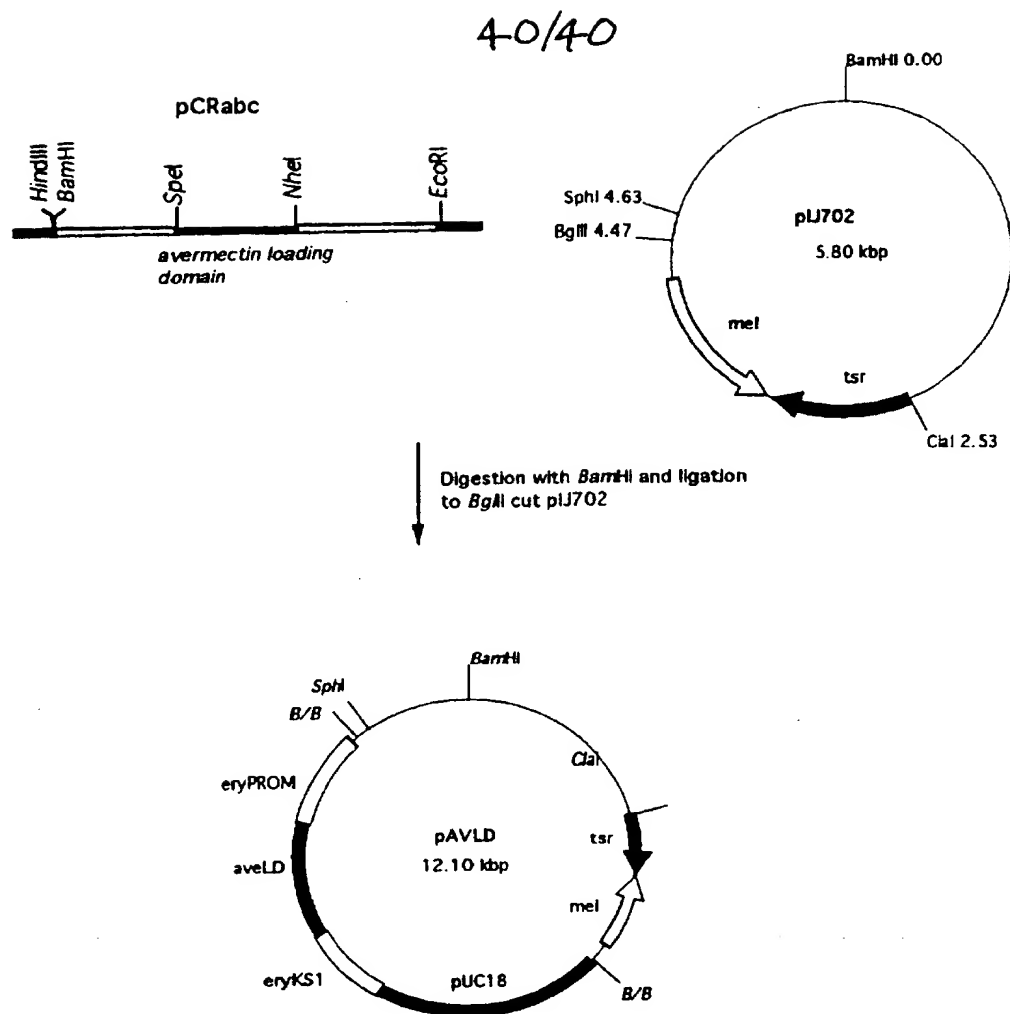 40/40
pCRabc
HindIII
BamHI
SpeI
NheI
EcoRI
avermectin loading
domain
BamHI 0.00
SphI 4.63
BglII 4.47
pIJ702
5.80 kbp
mel
tsr
ClaI 2.53
Digestion with BamHI and ligation
to BglII cut pIJ702
BamHI
SphI
B/B
ClaI
eryPROM
pAVLD
12.10 kbp
tsr
aveLD
mel
eryKS1
pUC18
B/B